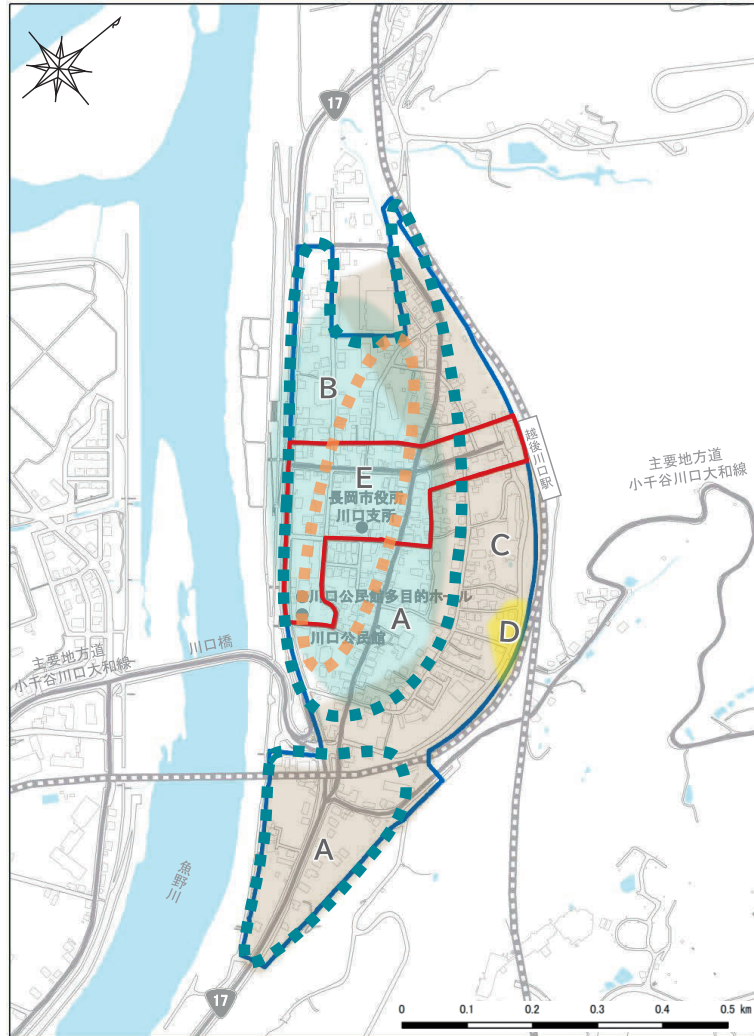 17
B
越後川口駅
主要地方道
小千谷川口大和線
E
長岡市役所
川口支所
C
川口公民館多目的ホール
A
D
川口公民館
川口橋
主要地方道
小千谷川口大和線
A
魚野川
17
0 0.1 0.2 0.3 0.4 0.5 km